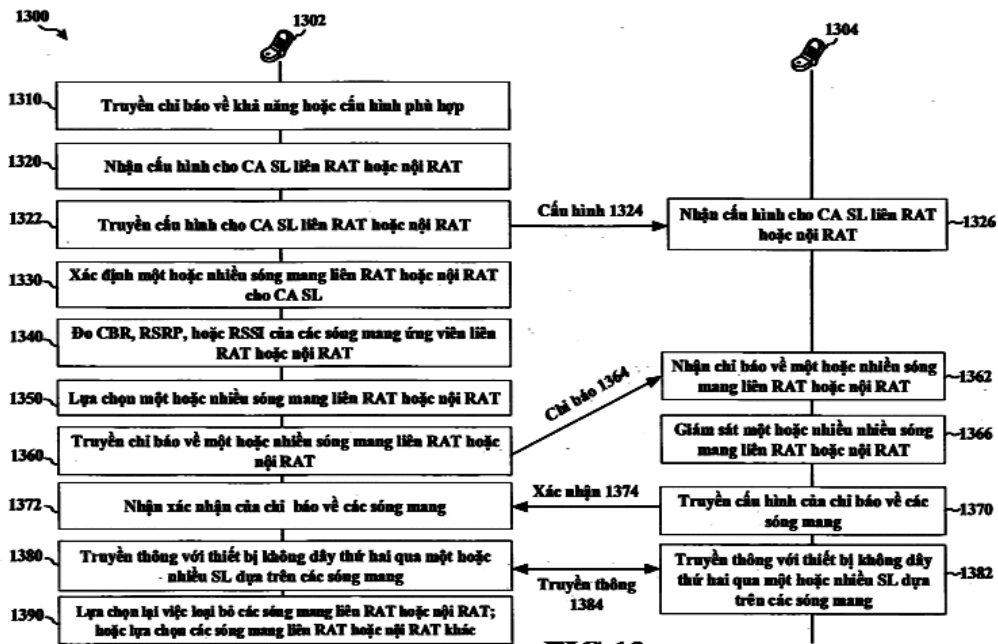 1300
1302
1304
1310
Truyền chỉ báo về khả năng hoặc cấu hình phù hợp
1320
Nhận cấu hình cho CA SL liên RAT hoặc nội RAT
1322
Truyền cấu hình cho CA SL liên RAT hoặc nội RAT
Cấu hình 1324
Nhận cấu hình cho CA SL liên RAT
hoặc nội RAT
1326
1330
Xác định một hoặc nhiều sóng mang liên RAT hoặc nội RAT
cho CA SL
1340
Đo CBR, RSRP, hoặc RSSI của các sóng mang ứng viên liên
RAT hoặc nội RAT
1350
Lựa chọn một hoặc nhiều sóng mang liên RAT hoặc nội RAT
1360
Truyền chỉ báo về một hoặc nhiều sóng mang liên RAT hoặc
nội RAT
Chỉ báo 1364
Nhận chỉ báo về một hoặc nhiều sóng
mang liên RAT hoặc nội RAT
1362
Giám sát một hoặc nhiều nhiều sóng
mang liên RAT hoặc nội RAT
1366
1372
Nhận xác nhận của chỉ báo về các sóng mang
Xác nhận 1374
Truyền cấu hình của chỉ báo về các
sóng mang
1370
1380
Truyền thông với thiết bị không dây thứ hai qua một hoặc
nhiều SL dựa trên các sóng mang
Truyền thông
1384
Truyền thông với thiết bị không dây
thứ hai qua một hoặc nhiều SL dựa
trên các sóng mang
1382
1390
Lựa chọn lại việc loại bỏ các sóng mang liên RAT hoặc nội RAT;
hoặc lựa chọn các sóng mang liên RAT hoặc nội RAT khác